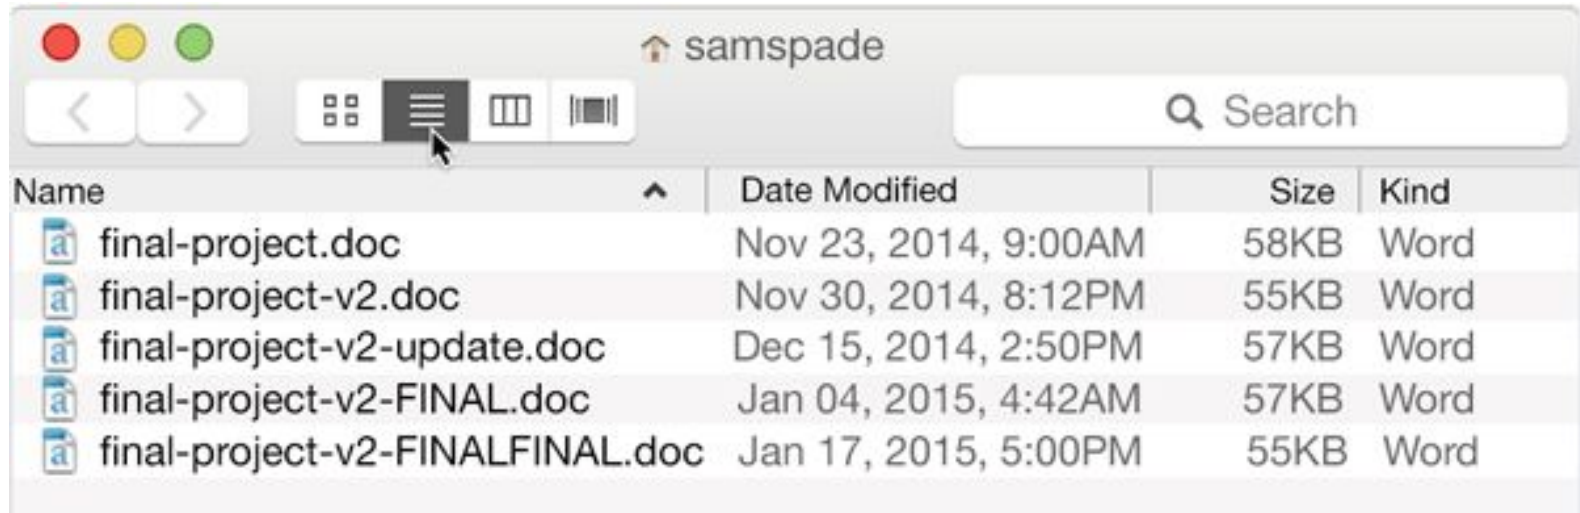 samspade
Search
Name Date Modified Size Kind
final-project.doc Nov 23, 2014, 9:00AM 58KB Word
final-project-v2.doc Nov 30, 2014, 8:12PM 55KB Word
final-project-v2-update.doc Dec 15, 2014, 2:50PM 57KB Word
final-project-v2-FINAL.doc Jan 04, 2015, 4:42AM 57KB Word
final-project-v2-FINALFINAL.doc Jan 17, 2015, 5:00PM 55KB Word